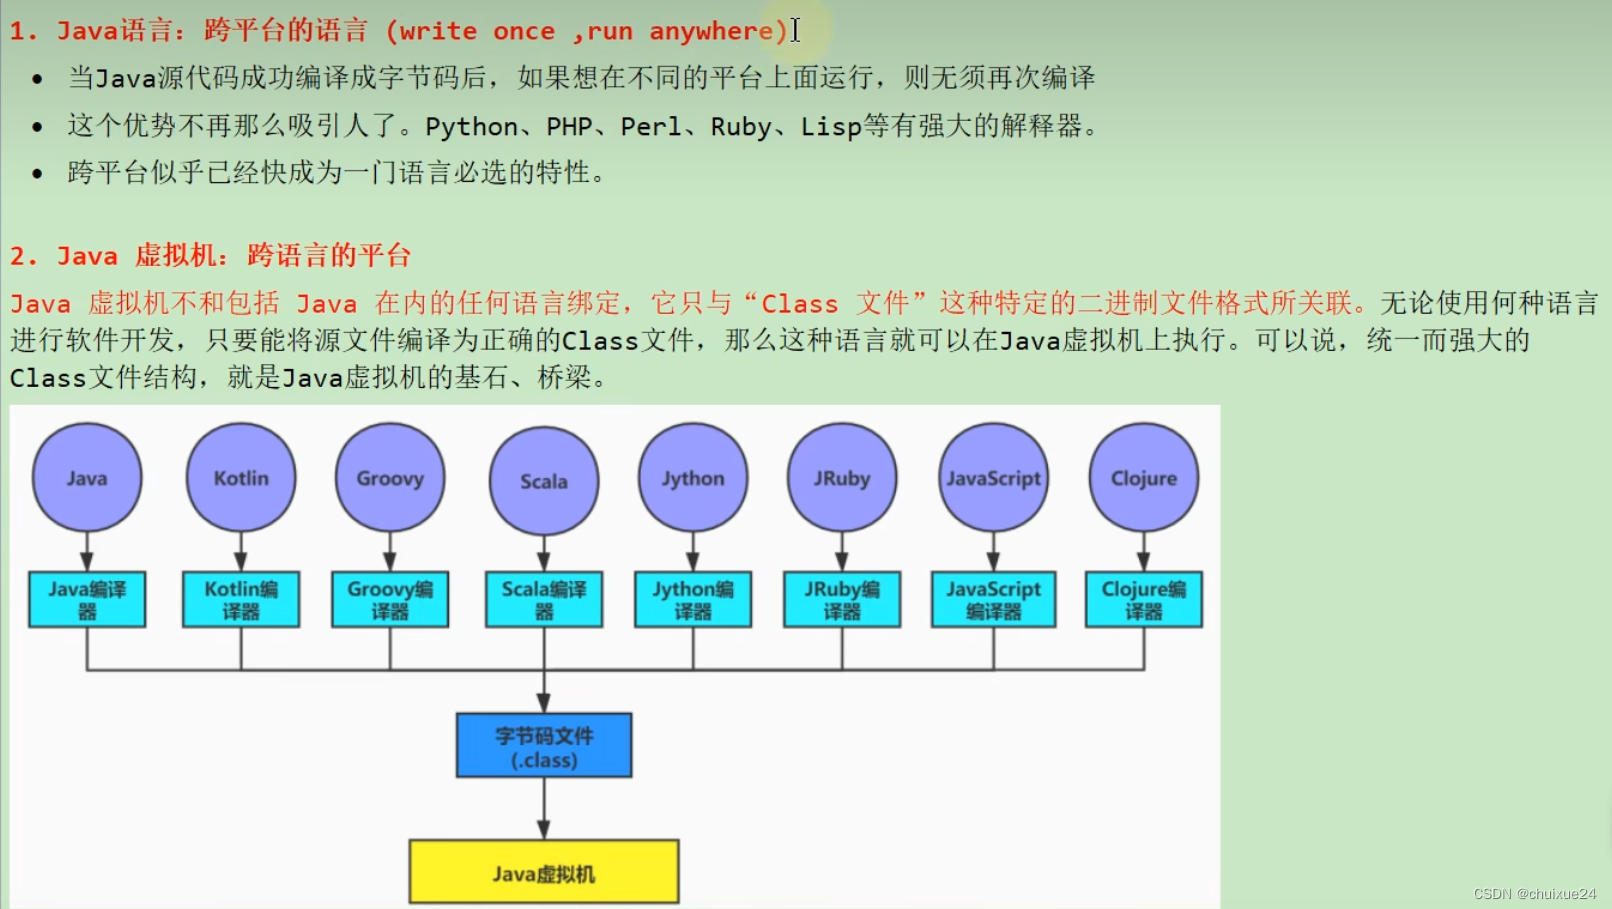 1. Java语言：跨平台的语言 (write once ,run anywhere)
• 当Java源代码成功编译成字节码后，如果想在不同的平台上面运行，则无须再次编译
• 这个优势不再那么吸引人了。Python、PHP、Perl、Ruby、Lisp等有强大的解释器。
• 跨平台似乎已经快成为一门语言必选的特性。
2. Java 虚拟机：跨语言的平台
Java 虚拟机不和包括 Java 在内的任何语言绑定，它只与“Class 文件”这种特定的二进制文件格式所关联。无论使用何种语言
进行软件开发，只要能将源文件编译为正确的Class文件，那么这种语言就可以在Java虚拟机上执行。可以说，统一而强大的
Class文件结构，就是Java虚拟机的基石、桥梁。
Java
Kotlin
Groovy
Scala
Jython
JRuby
JavaScript
Clojure
Java编译
器
Kotlin编
译器
Groovy编
译器
Scala编译
器
Jython编
译器
JRuby编
译器
JavaScript
编译器
Clojure编
译器
字节码文件
(.class)
Java虚拟机
CSDN @chuixue24